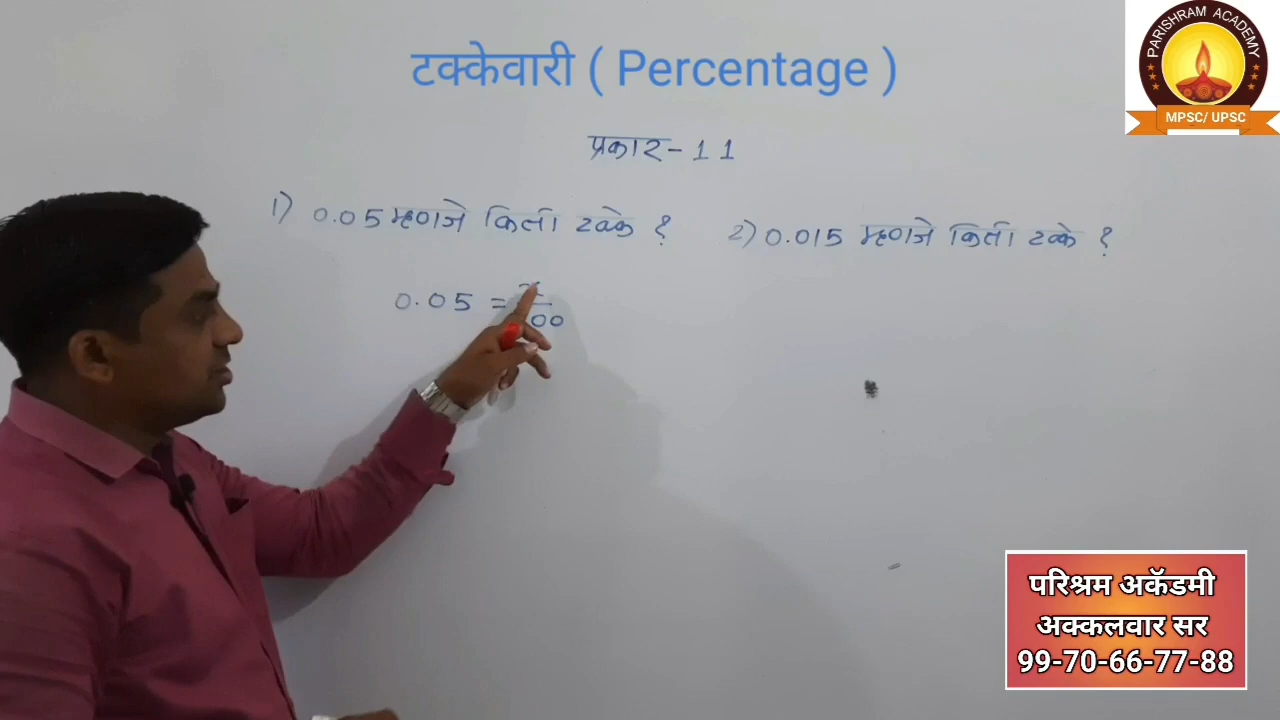 टक्केवारी ( Percentage )
PARISHRAM ACADEMY
MPSC/ UPSC
प्रकार - 11
1) 0.05 म्हणजे किती टक्के ?
2) 0.015 म्हणजे किती टक्के ?
0.05 = x
00
परिश्रम अकॅडमी
अक्कलवार सर
99-70-66-77-88